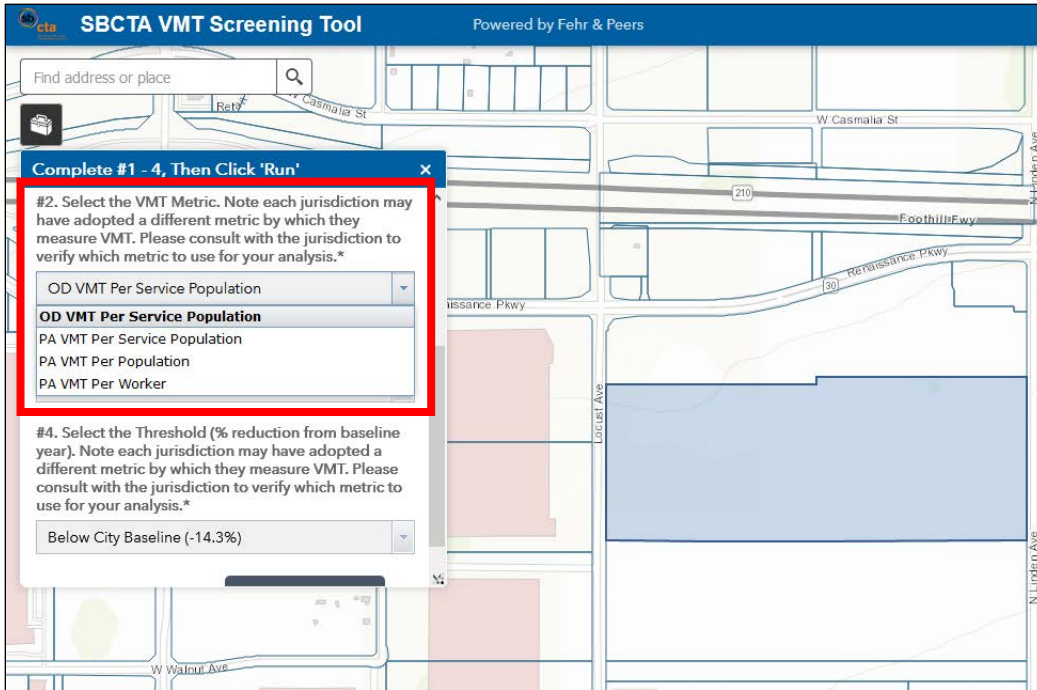 sb
cta
SBCTA VMT Screening Tool
Powered by Fehr & Peers
Find address or place
Retail
W Casmalia St
W Casmalia St
N Linden Ave
Complete #1 - 4, Then Click 'Run'
×
#2. Select the VMT Metric. Note each jurisdiction may
have adopted a different metric by which they
measure VMT. Please consult with the jurisdiction to
verify which metric to use for your analysis.*
210
Foothill Fwy
Renaissance Pkwy
30
OD VMT Per Service Population
issance Pkwy
OD VMT Per Service Population
PA VMT Per Service Population
PA VMT Per Population
PA VMT Per Worker
Locust Ave
#4. Select the Threshold (% reduction from baseline
year). Note each jurisdiction may have adopted a
different metric by which they measure VMT. Please
consult with the jurisdiction to verify which metric to
use for your analysis.*
Below City Baseline (-14.3%)
N Linden Ave
W Walnut Ave